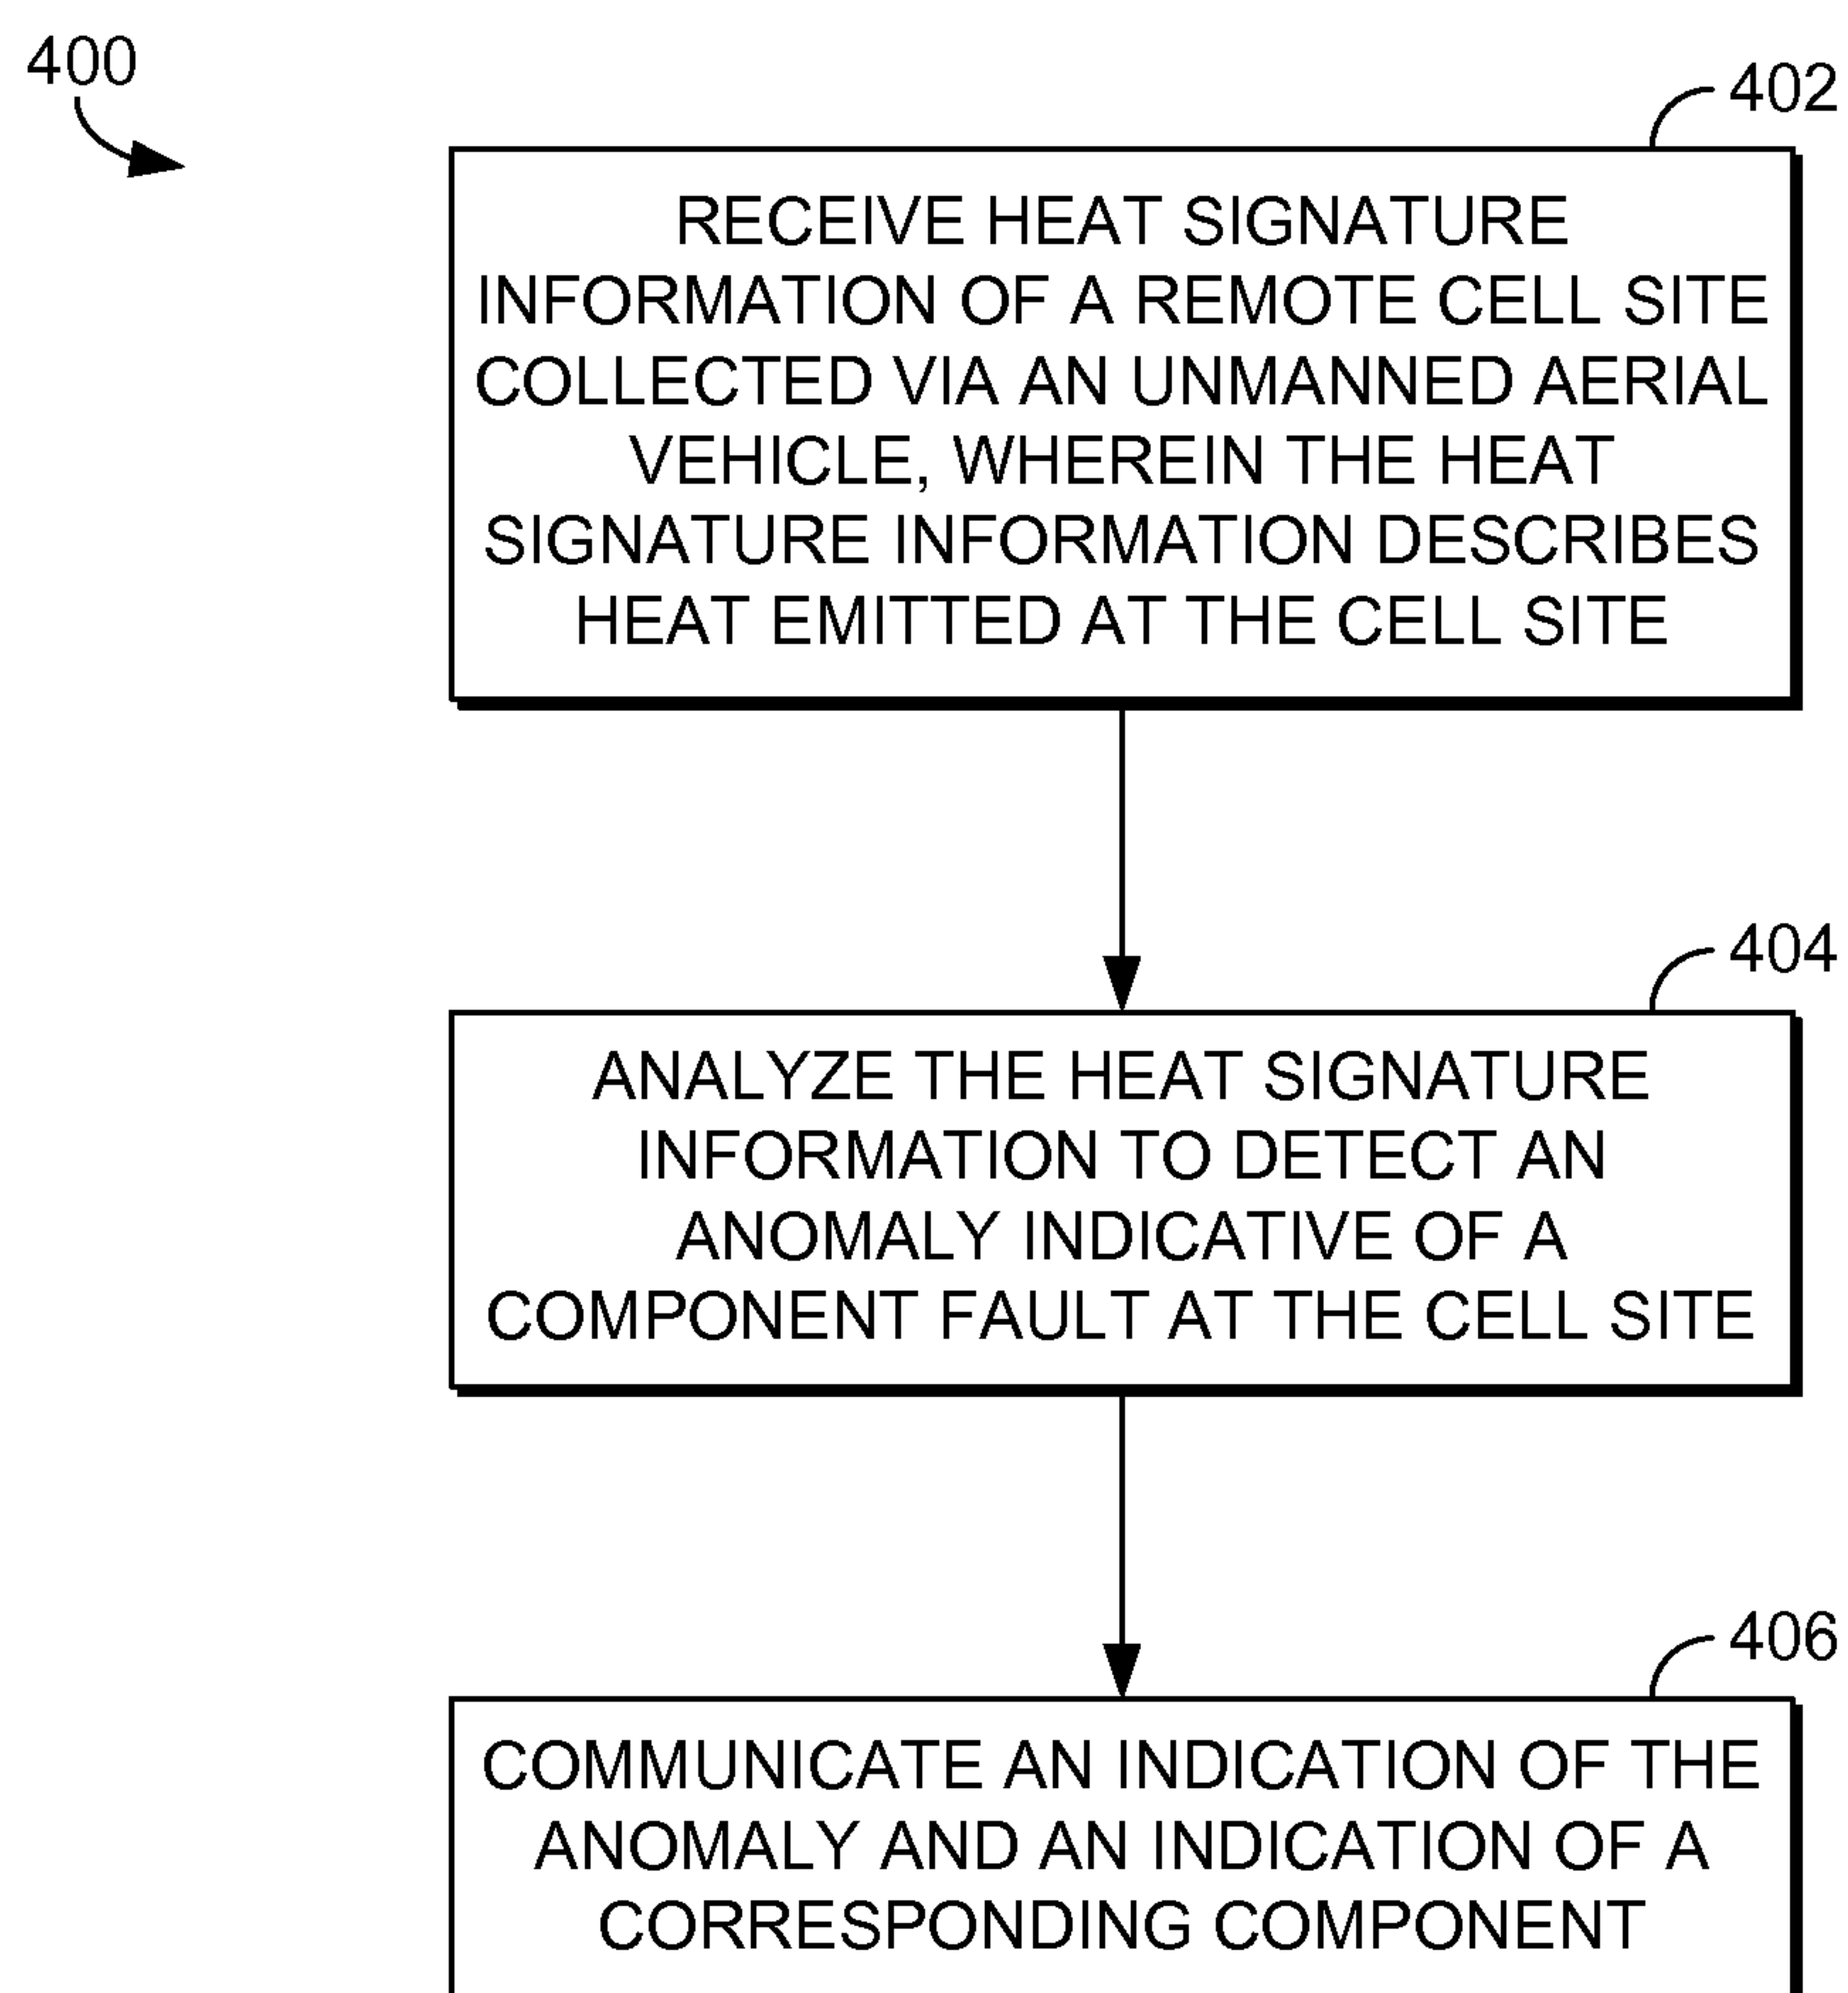 400
402
RECEIVE HEAT SIGNATURE
INFORMATION OF A REMOTE CELL SITE
COLLECTED VIA AN UNMANNED AERIAL
VEHICLE, WHEREIN THE HEAT
SIGNATURE INFORMATION DESCRIBES
HEAT EMITTED AT THE CELL SITE
404
ANALYZE THE HEAT SIGNATURE
INFORMATION TO DETECT AN
ANOMALY INDICATIVE OF A
COMPONENT FAULT AT THE CELL SITE
406
COMMUNICATE AN INDICATION OF THE
ANOMALY AND AN INDICATION OF A
CORRESPONDING COMPONENT